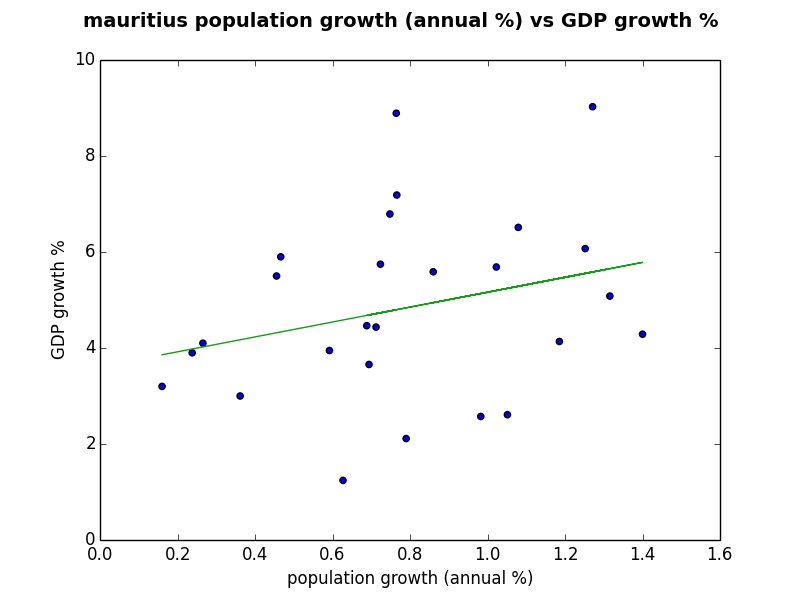 mauritius population growth (annual %) vs GDP growth %
10
8
6
4
2
0
GDP growth %
0.0 0.2 0.4 0.6 0.8 1.0 1.2 1.4 1.6
population growth (annual %)